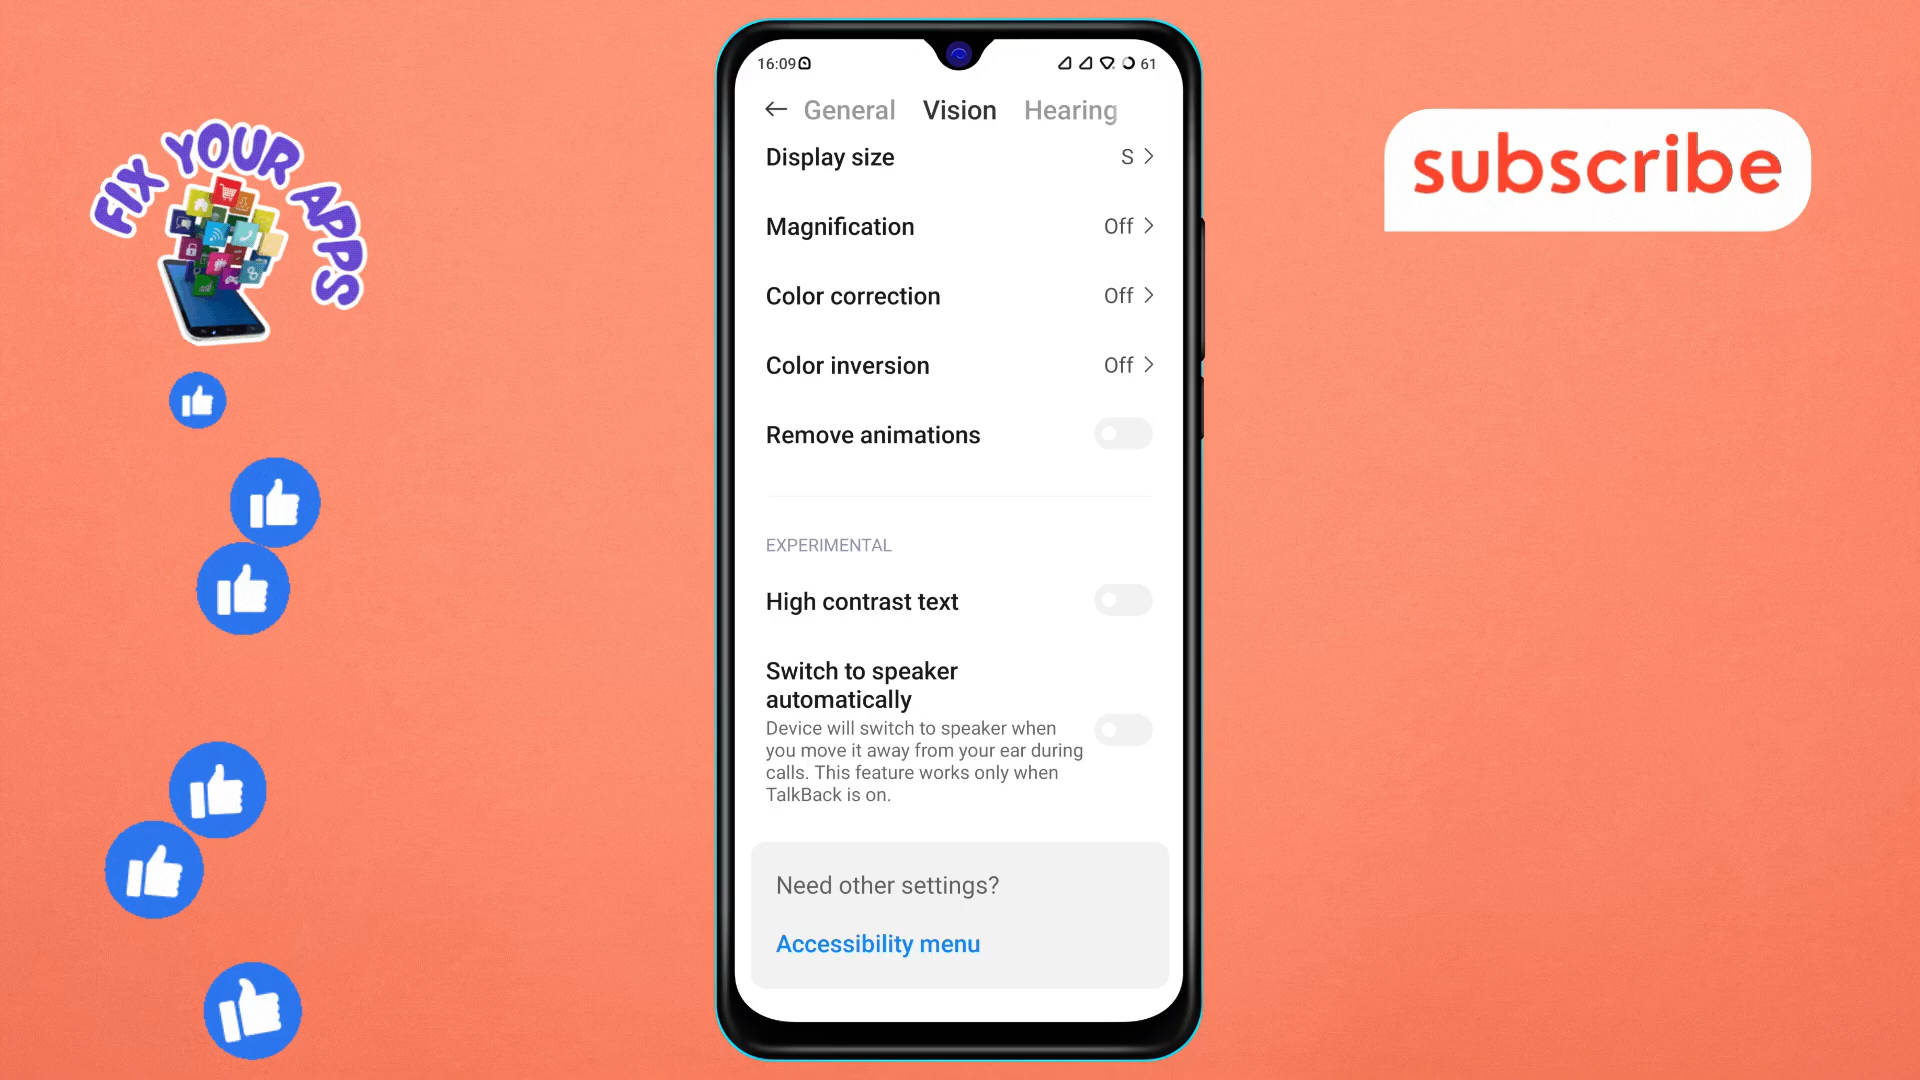 FIX YOUR APPS
subscribe
16:09
61
General Vision Hearing
Display size S
Magnification Off
Color correction Off
Color inversion Off
Remove animations
EXPERIMENTAL
High contrast text
Switch to speaker
automatically
Device will switch to speaker when
you move it away from your ear during
calls. This feature works only when
TalkBack is on.
Need other settings?
Accessibility menu